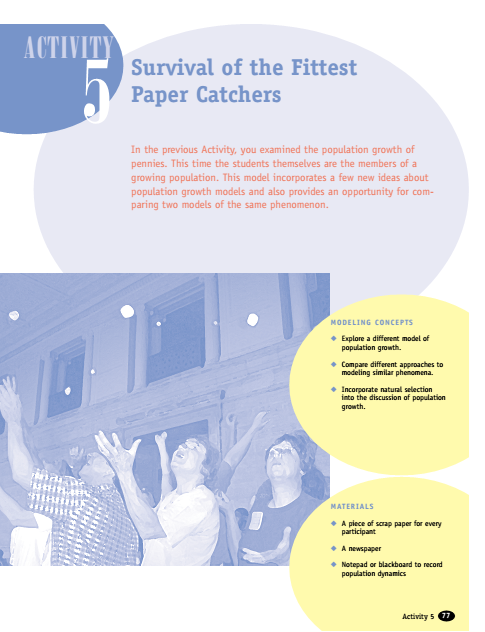 ACTIVITY
5
Survival of the Fittest
Paper Catchers
In the previous Activity, you examined the population growth of
pennies. This time the students themselves are the members of a
growing population. This model incorporates a few new ideas about
population growth models and also provides an opportunity for com-
paring two models of the same phenomenon.
MODELING CONCEPTS
◆ Explore a different model of
population growth.
◆ Compare different approaches to
modeling similar phenomena.
◆ Incorporate natural selection
into the discussion of population
growth.
MATERIALS
◆ A piece of scrap paper for every
participant
◆ A newspaper
◆ Notepad or blackboard to record
population dynamics
Activity 5 77